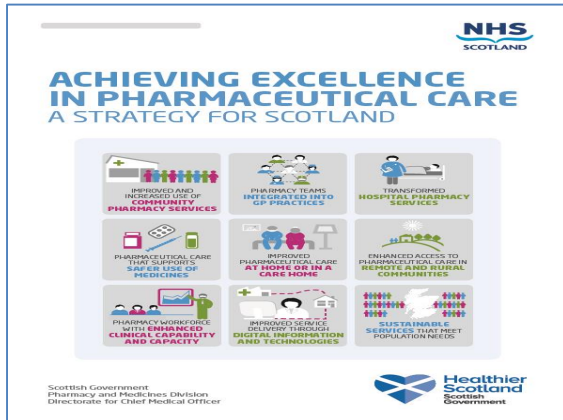 NHS
SCOTLAND
ACHIEVING EXCELLENCE
IN PHARMACEUTICAL CARE
A STRATEGY FOR SCOTLAND
IMPROVED AND
INCREASED USE OF
COMMUNITY
PHARMACY SERVICES
PHARMACY TEAMS
INTEGRATED INTO
GP PRACTICES
TRANSFORMED
HOSPITAL PHARMACY
SERVICES
PHARMACEUTICAL CARE
THAT SUPPORTS
SAFER USE OF
MEDICINES
IMPROVED
PHARMACEUTICAL CARE
AT HOME OR IN A
CARE HOME
ENHANCED ACCESS TO
PHARMACEUTICAL CARE IN
REMOTE AND RURAL
COMMUNITIES
PHARMACY WORKFORCE
WITH ENHANCED
CLINICAL CAPABILITY
AND CAPACITY
IMPROVED SERVICE
DELIVERY THROUGH
DIGITAL INFORMATION
AND TECHNOLOGIES
SUSTAINABLE
SERVICES THAT MEET
POPULATION NEEDS
Scottish Government
Pharmacy and Medicines Division
Directorate for Chief Medical Officer
Healthier
Scotland
Scottish
Government